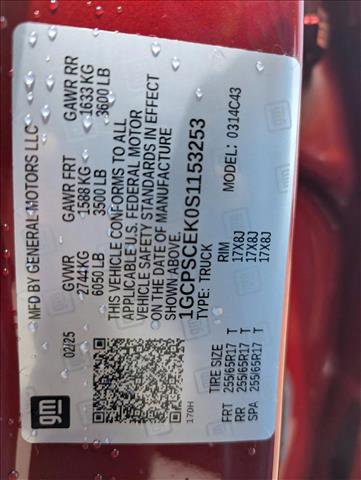 MFD BY GENERAL MOTORS LLC
02/25 GVWR GAWR FRT GAWR RR
2744 KG 1588 KG 1633 KG
6050 LB 3500 LB 3600 LB
THIS VEHICLE CONFORMS TO ALL
APPLICABLE U.S. FEDERAL MOTOR
VEHICLE SAFETY STANDARDS IN EFFECT
ON THE DATE OF MANUFACTURE
SHOWN ABOVE.
1GCPSCEK0S1153253
TYPE: TRUCK MODEL: 0314C43
gm
170H
TIRE SIZE RIM
FRT 255/65R17 T 17X8J
RR 255/65R17 T 17X8J
SPA 255/65R17 T 17X8J